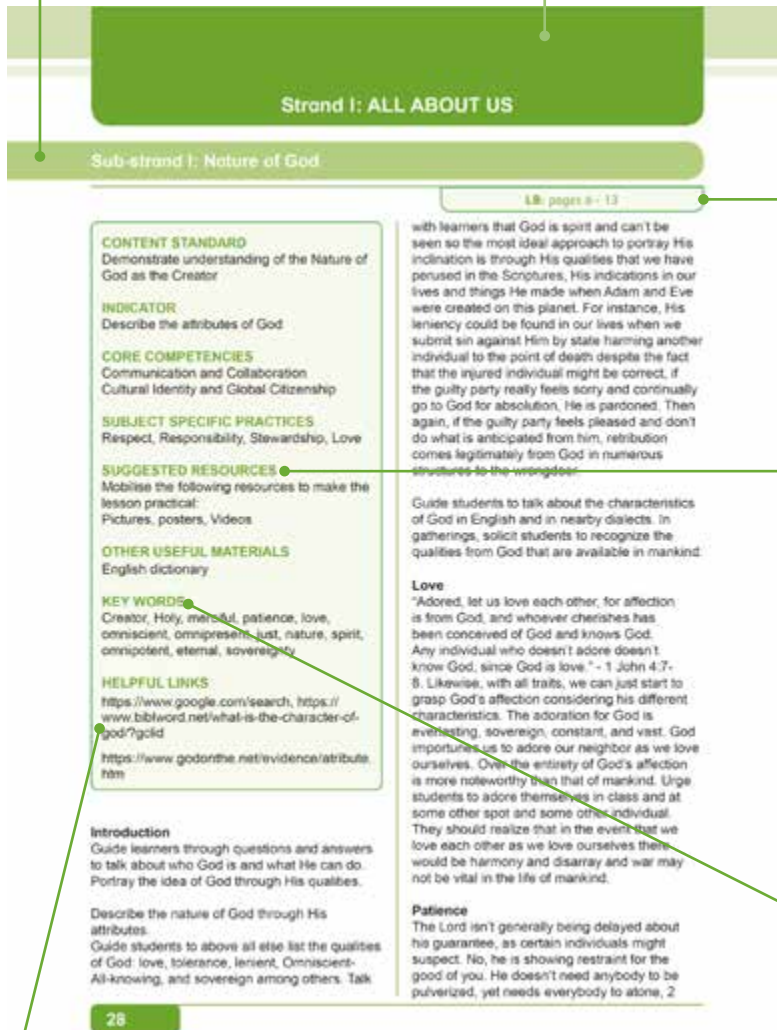 Strand I: ALL ABOUT US
Sub-strand I: Nature of God
LB: pages 6 - 13
CONTENT STANDARD
Demonstrate understanding of the Nature of
God as the Creator
INDICATOR
Describe the attributes of God
CORE COMPETENCIES
Communication and Collaboration
Cultural Identity and Global Citizenship
SUBJECT SPECIFIC PRACTICES
Respect, Responsibility, Stewardship, Love
SUGGESTED RESOURCES
Mobilise the following resources to make the
lesson practical:
Pictures, posters, Videos
OTHER USEFUL MATERIALS
English dictionary
KEY WORDS
Creator, Holy, merciful, patience, love,
omniscient, omnipresent, just, nature, spirit,
omnipotent, eternal, sovereignty
HELPFUL LINKS
https://www.google.com/search, https://
www.biblword.net/what-is-the-character-of-
god/?gclid
https://www.godonthe.net/evidence/atribute.
htm
Introduction
Guide learners through questions and answers
to talk about who God is and what He can do.
Portray the idea of God through His qualities.
Describe the nature of God through His
attributes.
Guide students to above all else list the qualities
of God: love, tolerance, lenient, Omniscient-
All-knowing, and sovereign among others. Talk
with learners that God is spirit and can't be
seen so the most ideal approach to portray His
inclination is through His qualities that we have
perused in the Scriptures, His indications in our
lives and things He made when Adam and Eve
were created on this planet. For instance, His
leniency could be found in our lives when we
submit sin against Him by state harming another
individual to the point of death despite the fact
that the injured individual might be correct, if
the guilty party really feels sorry and continually
go to God for absolution, He is pardoned. Then
again, if the guilty party feels pleased and don't
do what is anticipated from him, retribution
comes legitimately from God in numerous
structures to the wrongdoer.
Guide students to talk about the characteristics
of God in English and in nearby dialects. In
gatherings, solicit students to recognize the
qualities from God that are available in mankind.
Love
"Adored, let us love each other, for affection
is from God, and whoever cherishes has
been conceived of God and knows God.
Any individual who doesn't adore doesn't
know God, since God is love." - 1 John 4:7-
8. Likewise, with all traits, we can just start to
grasp God's affection considering his different
characteristics. The adoration for God is
everlasting, sovereign, constant, and vast. God
importunes us to adore our neighbor as we love
ourselves. Over the entirety of God's affection
is more noteworthy than that of mankind. Urge
students to adore themselves in class and at
some other spot and some other individual.
They should realize that in the event that we
love each other as we love ourselves there
would be harmony and disarray and war may
not be vital in the life of mankind.
Patience
The Lord isn't generally being delayed about
his guarantee, as certain individuals might
suspect. No, he is showing restraint for the
good of you. He doesn't need anybody to be
pulverized, yet needs everybody to atone, 2
28